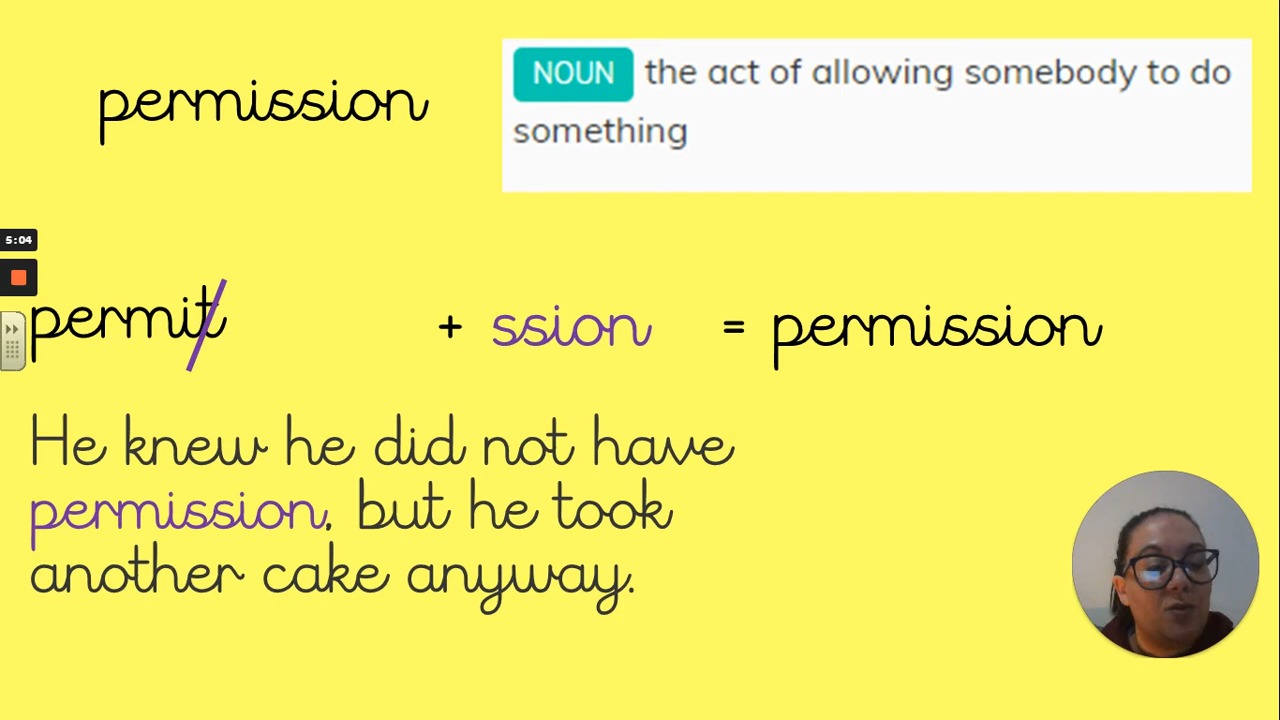 permission
NOUN the act of allowing somebody to do
something
5:04
permit + ssion = permission
He knew he did not have
permission, but he took
another cake anyway.